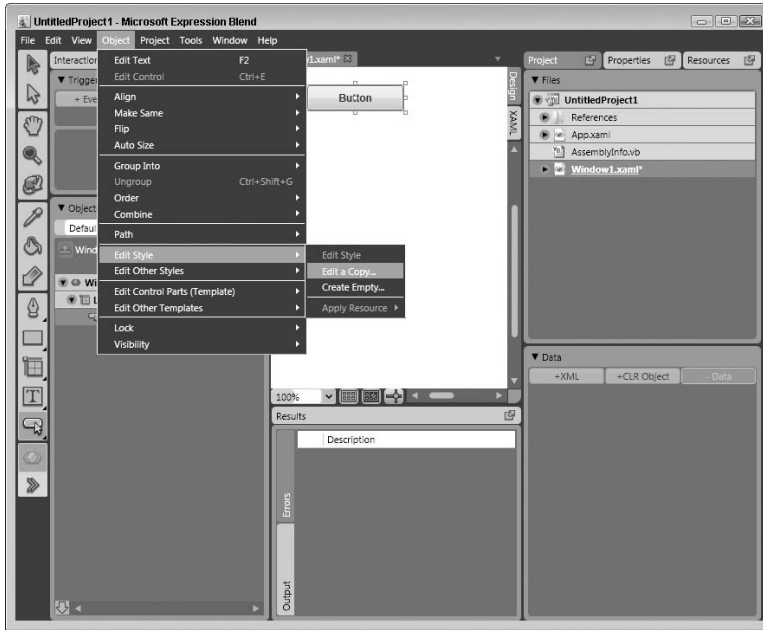 UntitledProject1 - Microsoft Expression Blend
File Edit View Object Project Tools Window Help
Interaction
Trigge
+ Eve
Object
Defaul
Wind
Wi
L
Edit Text F2
Edit Control Ctrl+E
Align
Make Same
Flip
Auto Size
Group Into
Ungroup Ctrl+Shift+G
Order
Combine
Path
Edit Style
Edit Other Styles
Edit Control Parts (Template)
Edit Other Templates
Lock
Visibility
Edit Style
Edit a Copy...
Create Empty...
Apply Resource
1.xaml*
Button
Design
XAML
100%
Results
Description
Errors
Output
Project Properties Resources
Files
UntitledProject1
References
App.xaml
AssemblyInfo.vb
Window1.xaml*
Data
+XML +CLR Object - Data